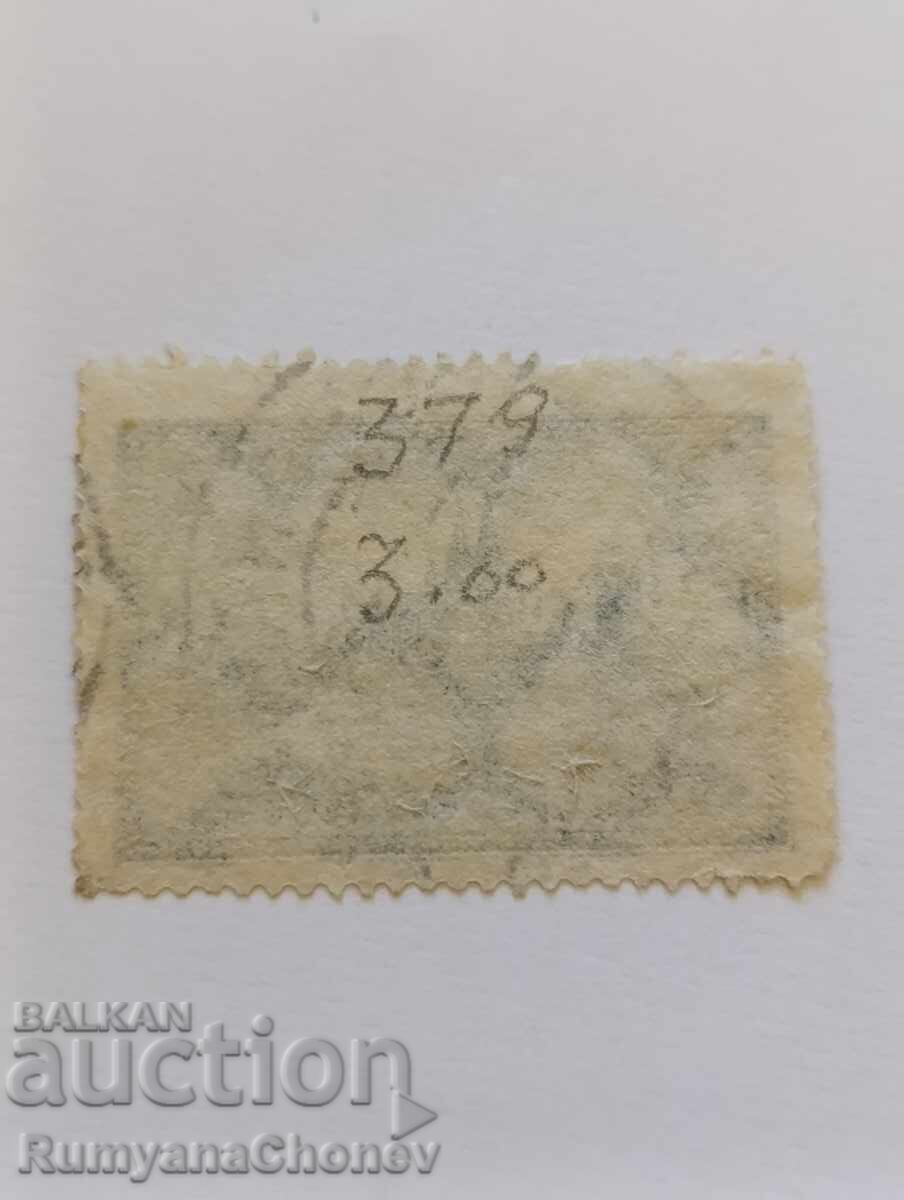 379
3.00
BALKAN
auction
RumyanaChonev